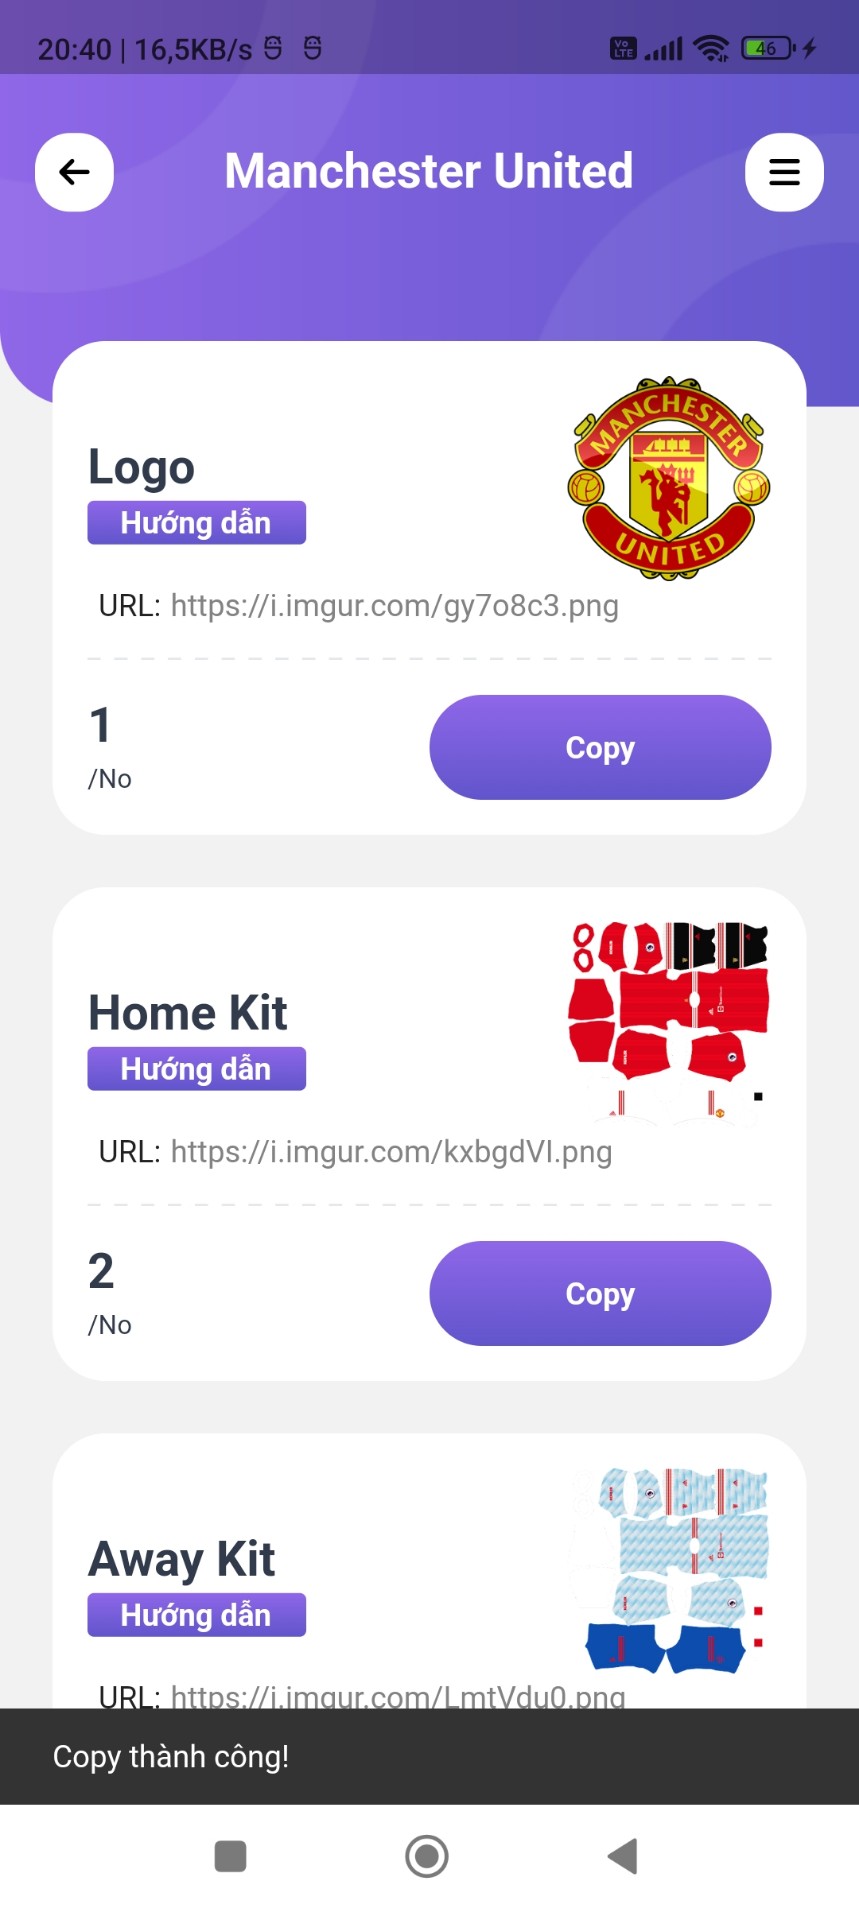 20:40 | 16,5KB/s
Vo LTE
46
Manchester United
MANCHESTER
UNITED
Logo
Hướng dẫn
URL: https://i.imgur.com/gy7o8c3.png
1
/No
Copy
Home Kit
Hướng dẫn
URL: https://i.imgur.com/kxbgdVI.png
2
/No
Copy
Away Kit
Hướng dẫn
URL: https://i.imgur.com/LmtVdu0.png
Copy thành công!